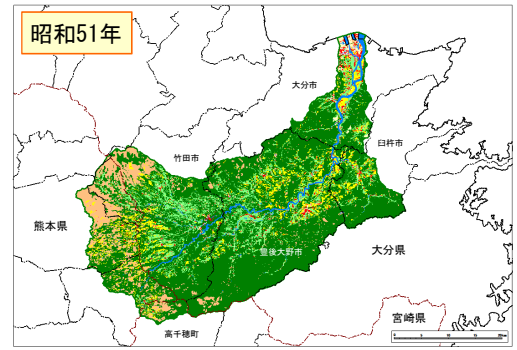 昭和51年
大分市
臼杵市
竹田市
熊本県
大分県
豊後大野市
宮崎県
高千穂町